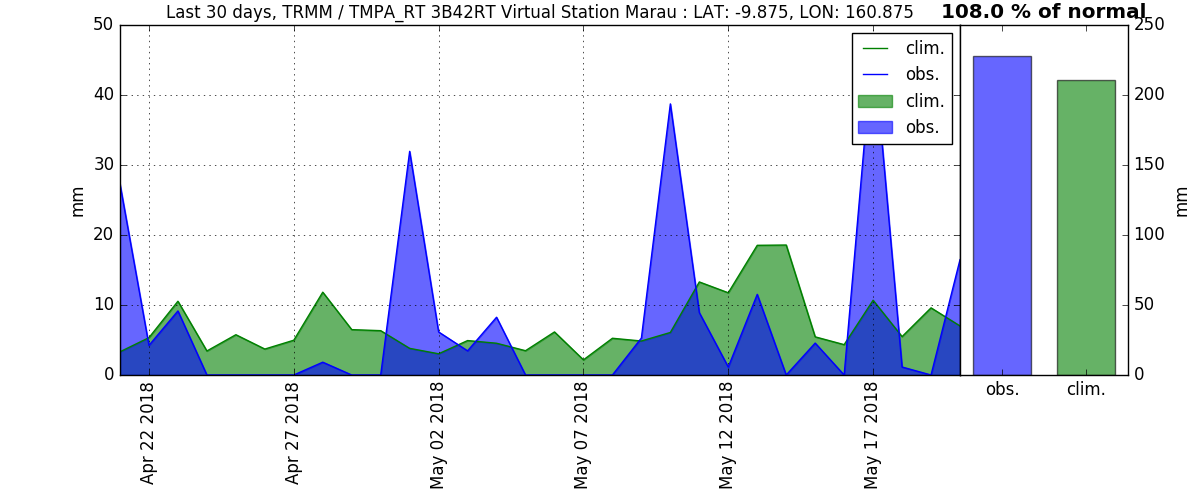 Last 30 days, TRMM / TMPA_RT 3B42RT Virtual Station Marau : LAT: -9.875, LON: 160.875
108.0 % of normal
50
40
30
20
10
0
mm
clim.
obs.
clim.
obs.
250
200
150
100
50
0
mm
Apr 22 2018
Apr 27 2018
May 02 2018
May 07 2018
May 12 2018
May 17 2018
obs.
clim.